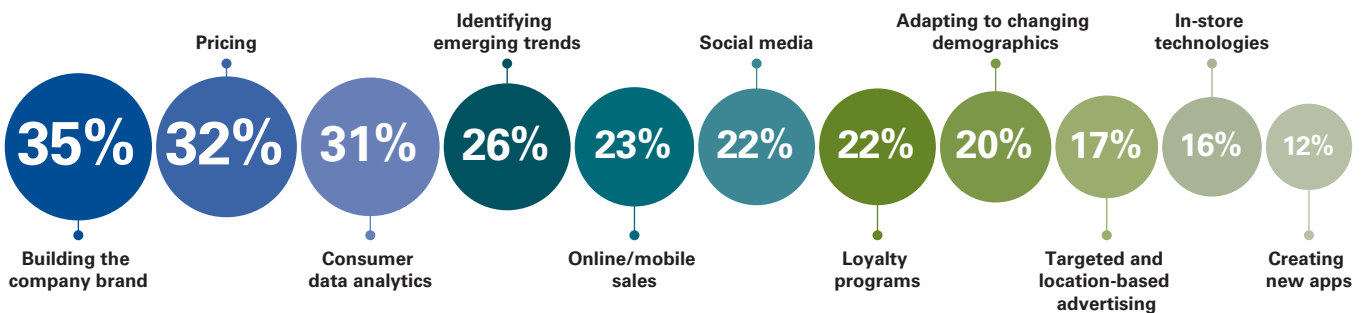 Pricing
Identifying
emerging trends
Social media
Adapting to changing
demographics
In-store
technologies
35%
32%
31%
26%
23%
22%
22%
20%
17%
16%
12%
Building the
company brand
Consumer
data analytics
Online/mobile
sales
Loyalty
programs
Targeted and
location-based
advertising
Creating
new apps